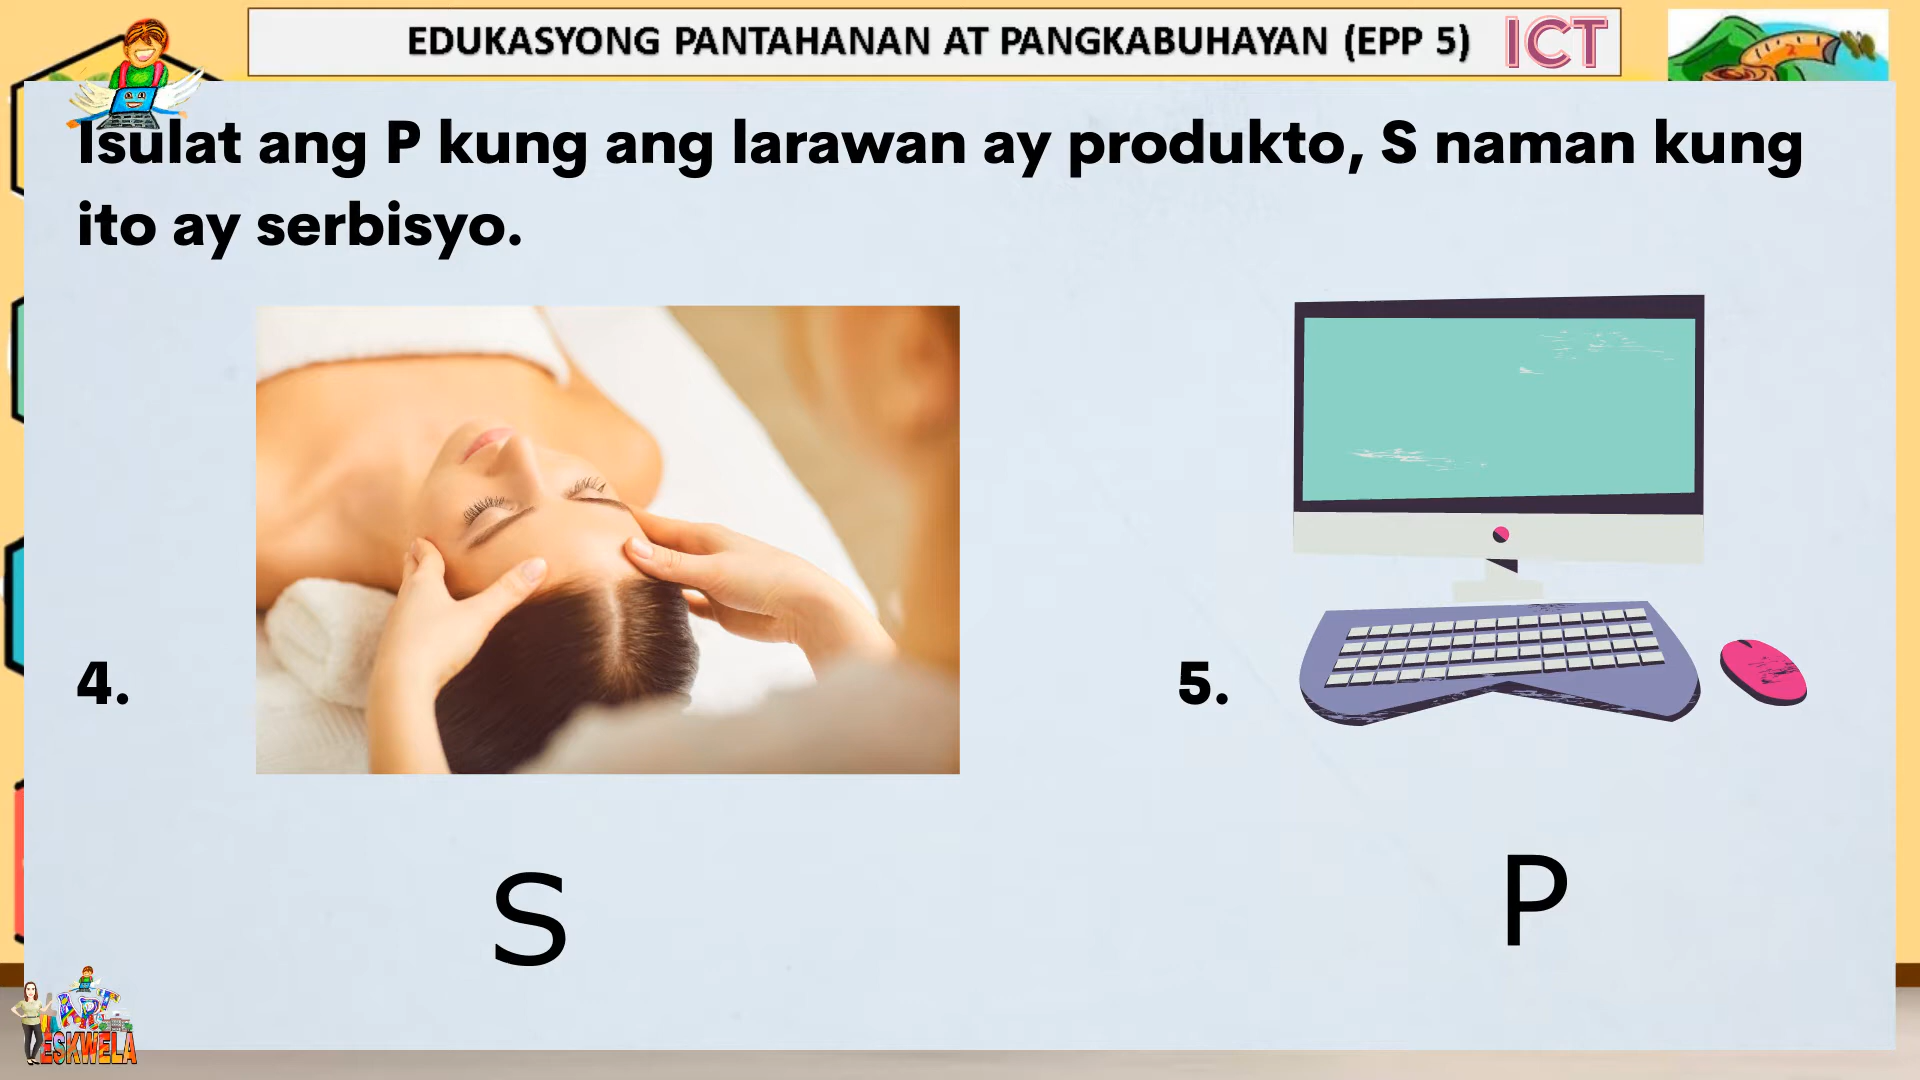 EDUKASYONG PANTAHANAN AT PANGKABUHAYAN (EPP 5) ICT
Isulat ang P kung ang larawan ay produkto, S naman kung
ito ay serbisyo.
4.
5.
S
P
ART
ESKWELA